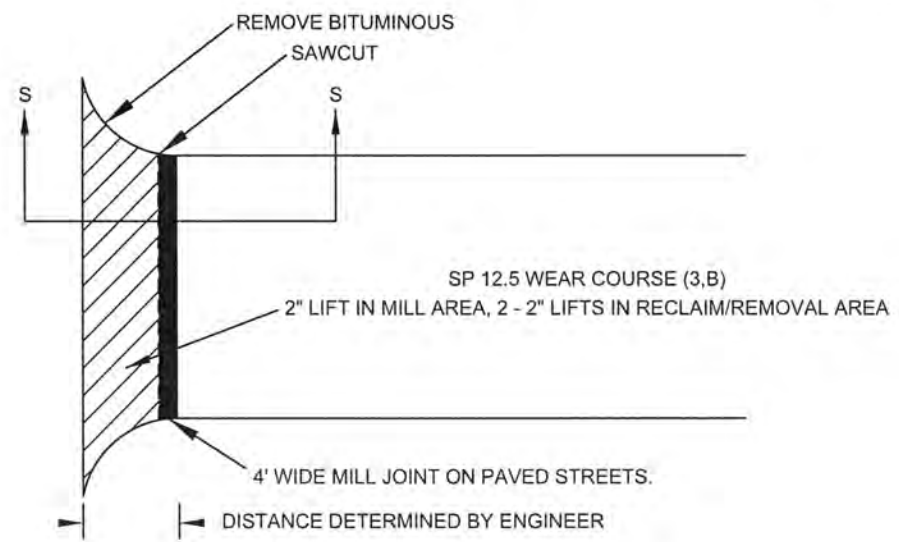 REMOVE BITUMINOUS
SAWCUT
S
S
SP 12.5 WEAR COURSE (3,B)
2" LIFT IN MILL AREA, 2 - 2" LIFTS IN RECLAIM/REMOVAL AREA
4' WIDE MILL JOINT ON PAVED STREETS.
DISTANCE DETERMINED BY ENGINEER